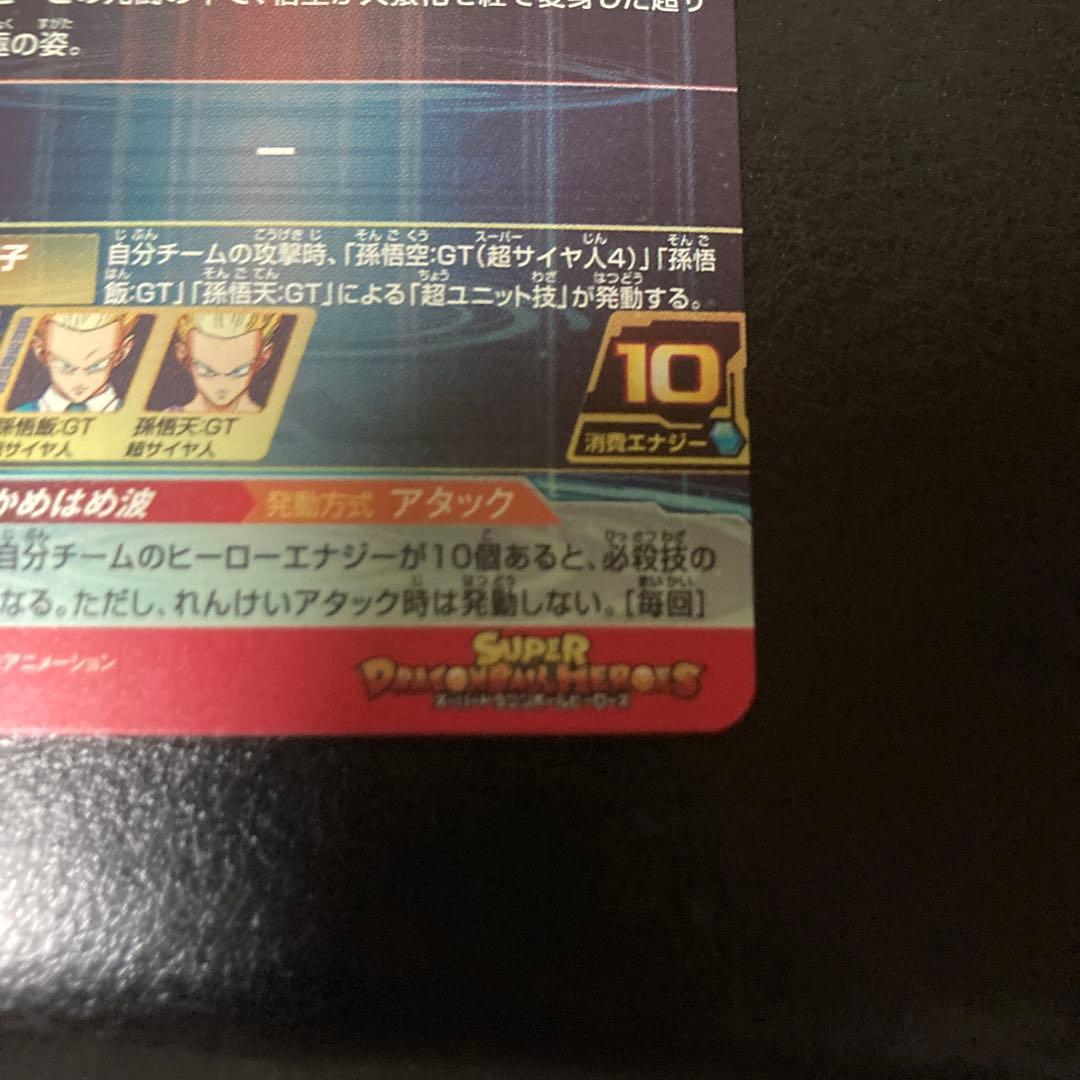 極の姿。
子
自分チームの攻撃時、「孫悟空:GT(超サイヤ人4)」「孫悟
飯:GT」「孫悟天:GT」による「超ユニット技」が発動する。
10
孫悟飯:GT
孫悟天:GT
超サイヤ人
超サイヤ人
消費エナジー
かめはめ波
発動方式 アタック
自分チームのヒーローエナジーが10個あると、必殺技の
なる。ただし、れんけいアタック時は発動しない。[毎回]
アニメーション
SUPER
DRAGONBALL HEROES
スーパードラゴンボールヒーローズ